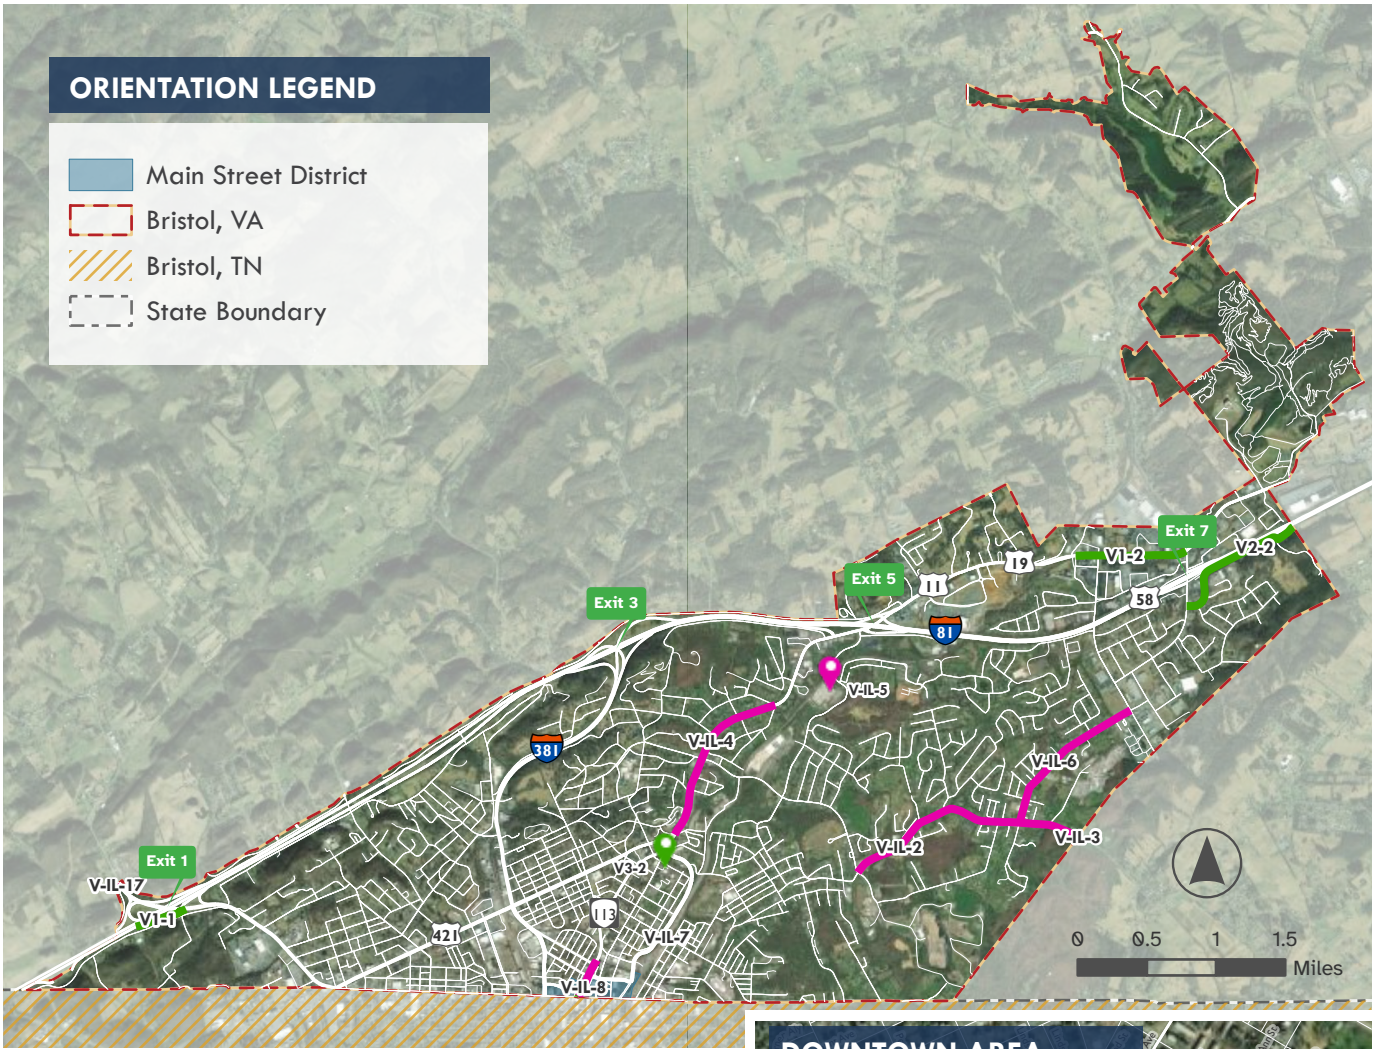 ORIENTATION LEGEND
Main Street District
Bristol, VA
Bristol, TN
State Boundary
Exit 7
V1-2
V2-2
19
Exit 5
11
58
Exit 3
81
V-IL-5
V-IL-4
381
V-IL-6
V-IL-3
V-IL-2
Exit 1
V3-2
V-IL-17
V1-1
113
421
V-IL-7
0 0.5 1 1.5
Miles
V-IL-8
DOWNTOWN AREA
Ave